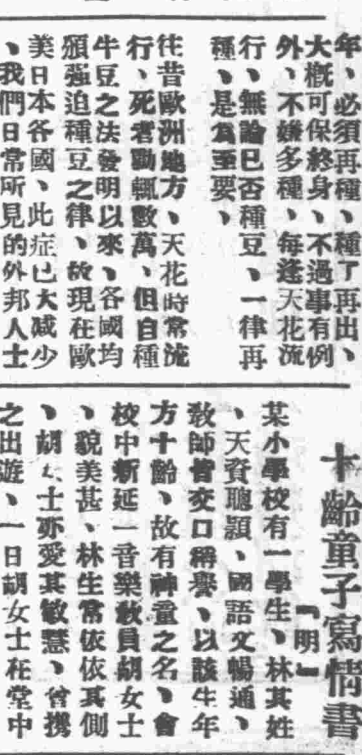 年、必須再種、種了再出、
大概可保終身、不過事有例
外、不嫌多種、每逢天花流
行、無論已否種豆、一律再
種、是為至要、
往昔歐洲地方、天花時常流
行、死者動輒數萬、但自種
牛豆之法發明以來、各國均
頒强迫種豆之律、故現在歐
美日本各國、此症已大減少
、我們日常所見的外邦人士
十齡童子寫情書
『明』
某小學校有一學生、林其姓
、天資聰穎、國語文暢通、
敎師曾交口稱譽、以該生年
方十齡、故有神童之名、會
校中新延一音樂敎員胡女士
、貌美甚、林生常依依其側
、胡女士亦愛其敏慧、曾攜
之出遊、一日胡女士在堂中